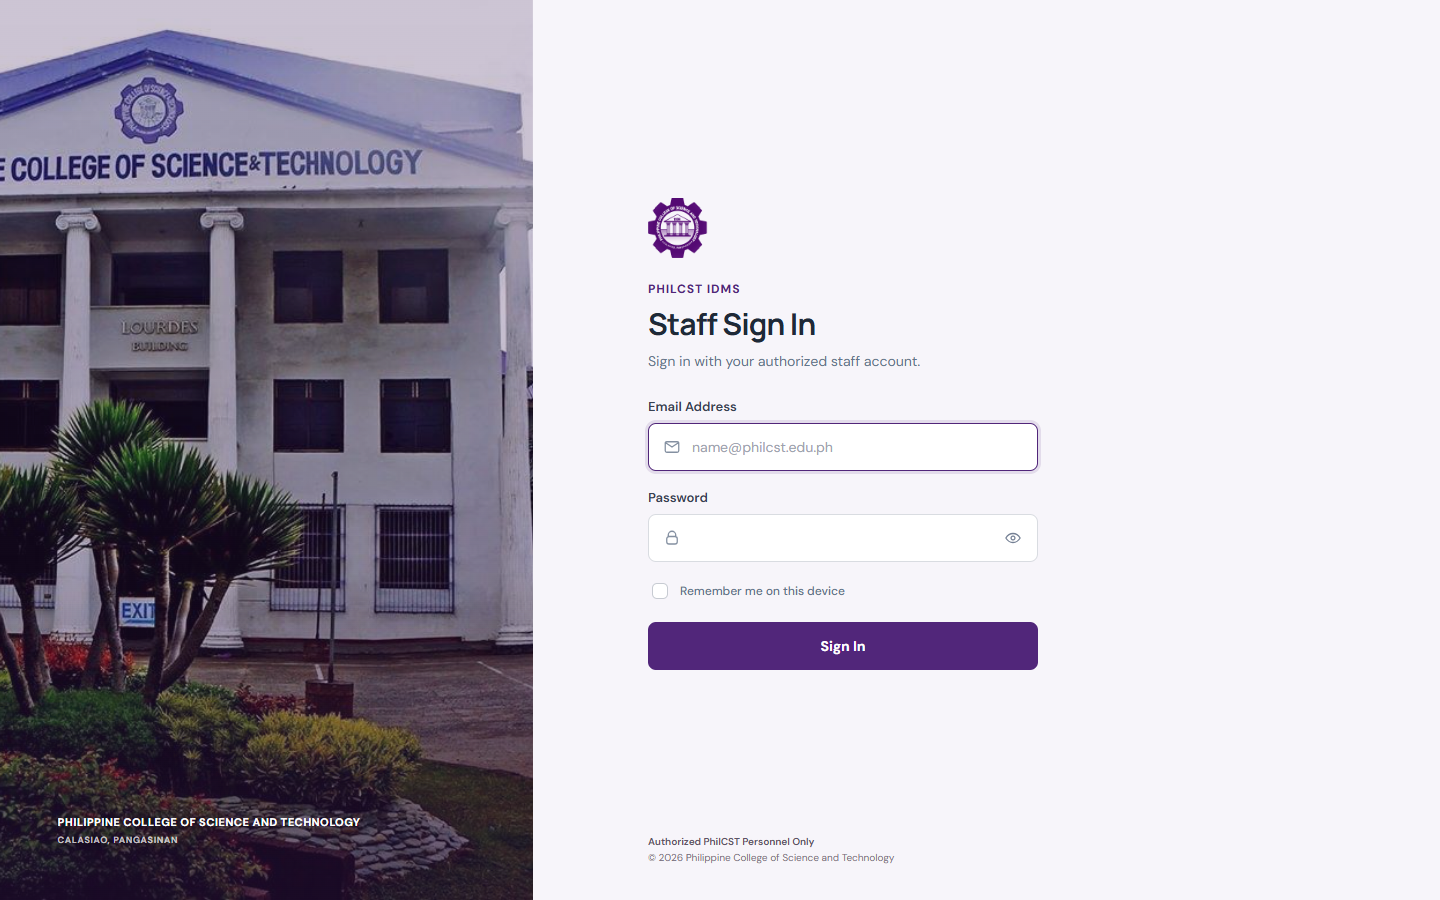 E COLLEGE OF SCIENCE&TECHNOLOGY
LOURDES
BUILDING
EXIT
PHILIPPINE COLLEGE OF SCIENCE AND TECHNOLOGY
CALASIAO, PANGASINAN
PHILCST IDMS
Staff Sign In
Sign in with your authorized staff account.
Email Address
name@philcst.edu.ph
Password
Remember me on this device
Sign In
Authorized PhilCST Personnel Only
© 2026 Philippine College of Science and Technology